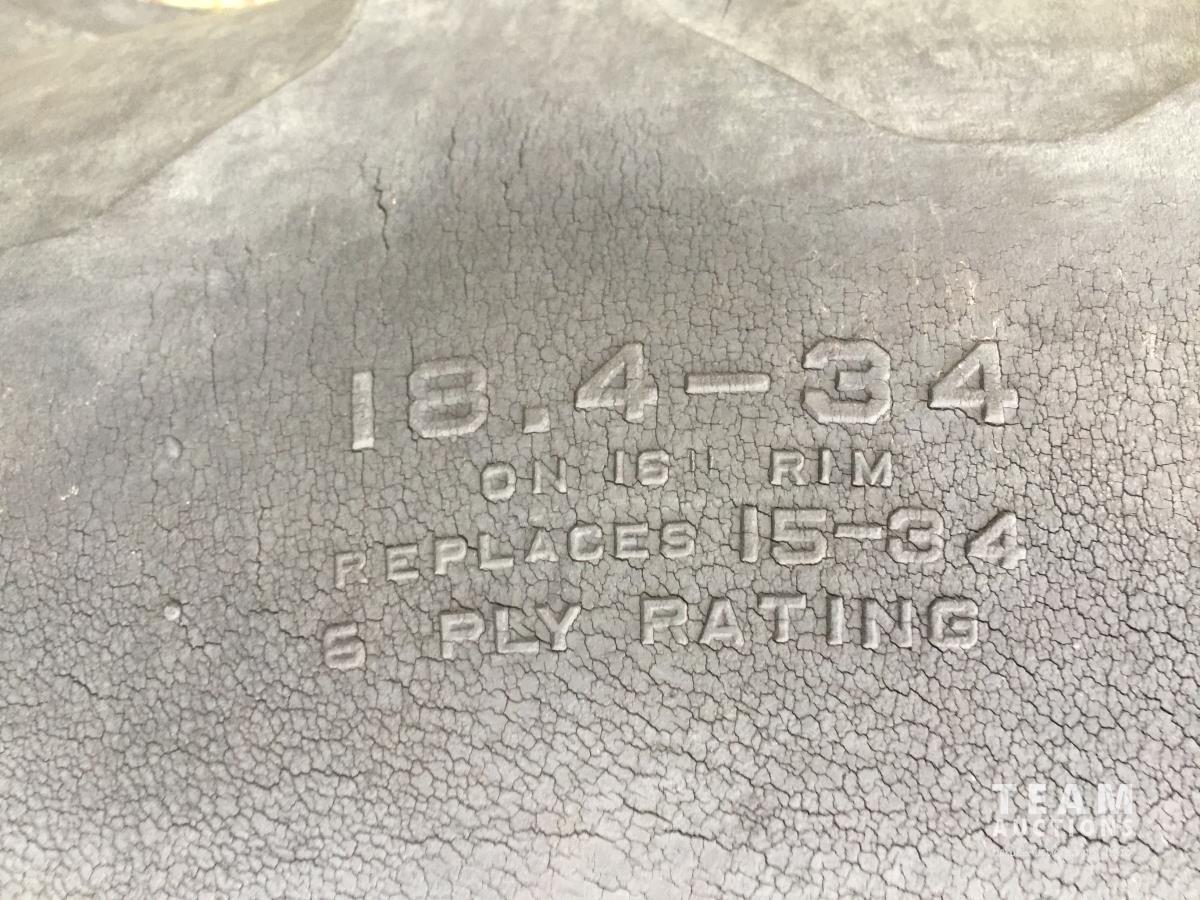 18.4-34
ON 16" RIM
REPLACES 15-34
6 PLY RATING
TEAM
AUCTIONS